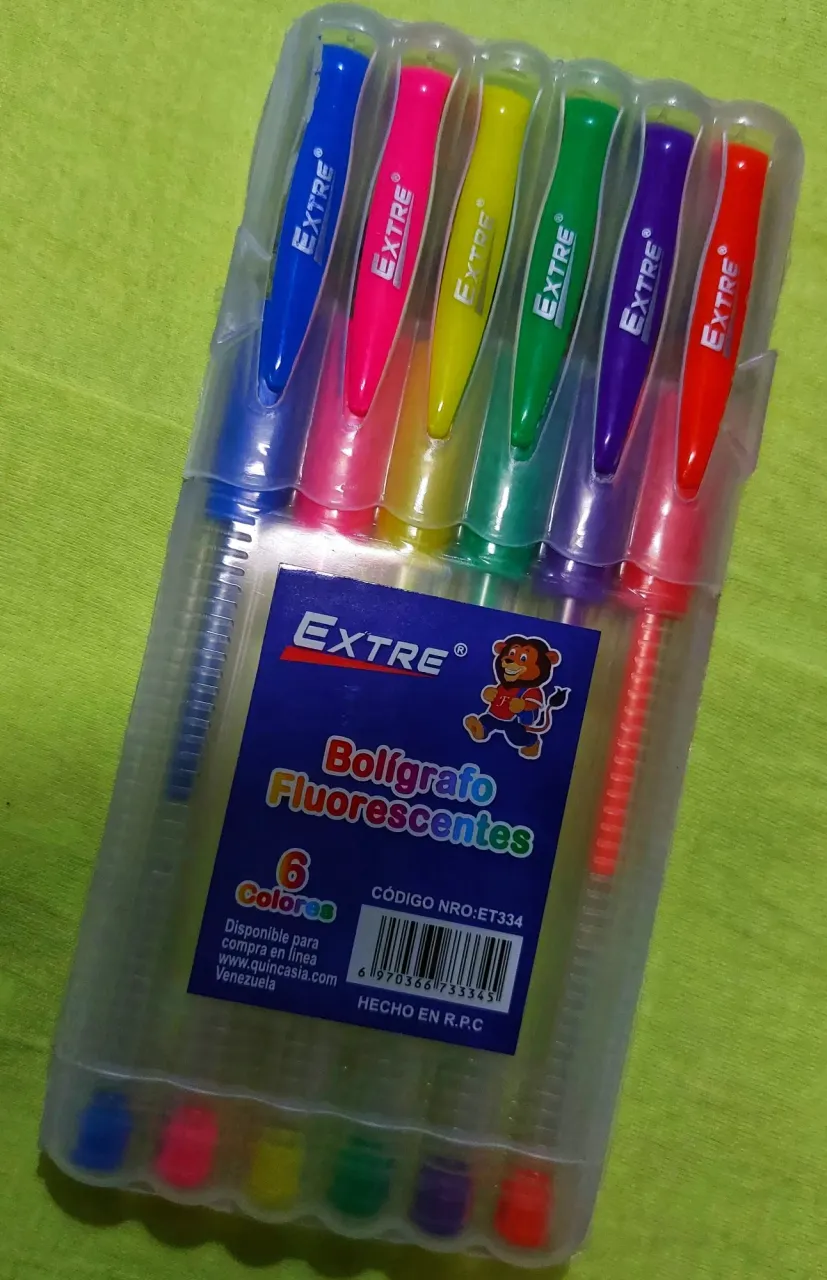 EXTRE®
EXTRE®
EXTRE®
EXTRE®
EXTRE®
EXTRE®
EXTRE®
F
Bolígrafo
Fluorescentes
6
Colores
Disponible para
compra en línea
www.quincasia.com
Venezuela
CÓDIGO NRO:ET334
6 970366 733345
HECHO EN R.P.C